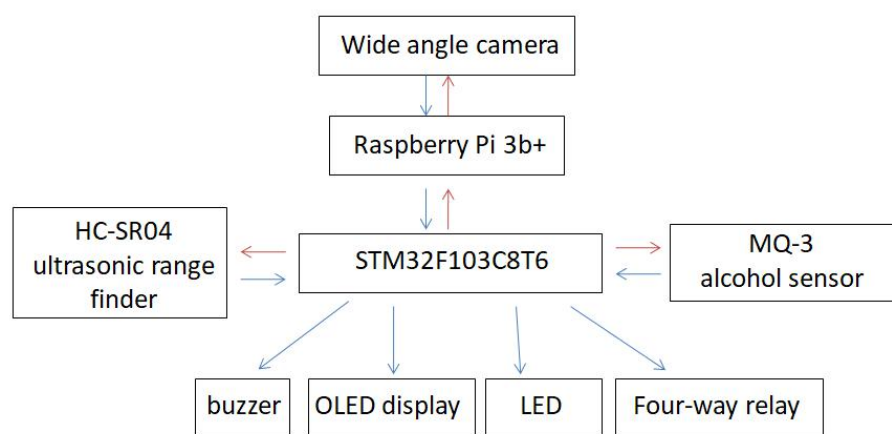 Wide angle camera
Raspberry Pi 3b+
HC-SR04
ultrasonic range
finder
STM32F103C8T6
MQ-3
alcohol sensor
buzzer
OLED display
LED
Four-way relay